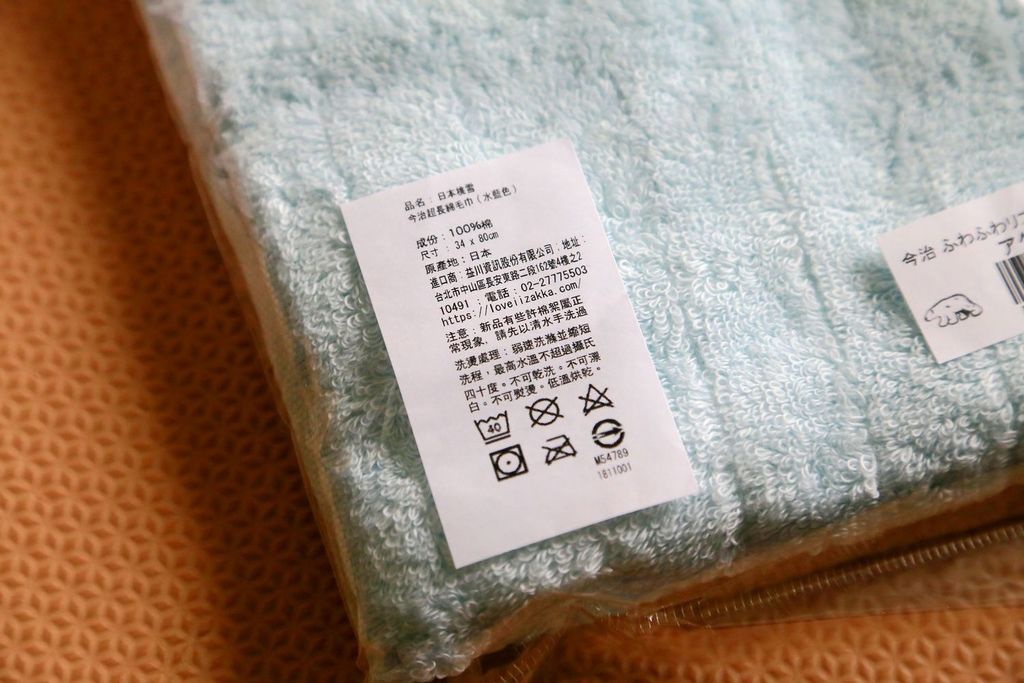 品名：日本橫雪
今治超長綿毛巾（水藍色）
成份：100%棉
尺寸：34 x 80cm
原產地：日本
進口商：荃川資訊股份有限公司；地址：
台北市中山區長安東路二段162號4樓之2
10491 ；電話：02-27775503
https://loveiizakka.com/
注意：新品有些許棉絮屬正
常現象，請先以清水手洗過
洗燙處理：弱速洗滌並縮短
洗程，最高水溫不超過攝氏
四十度。不可乾洗。不可漂
白。不可熨燙。低溫烘乾。
40
M54789
1811001
今治 ふわふわリ
ア